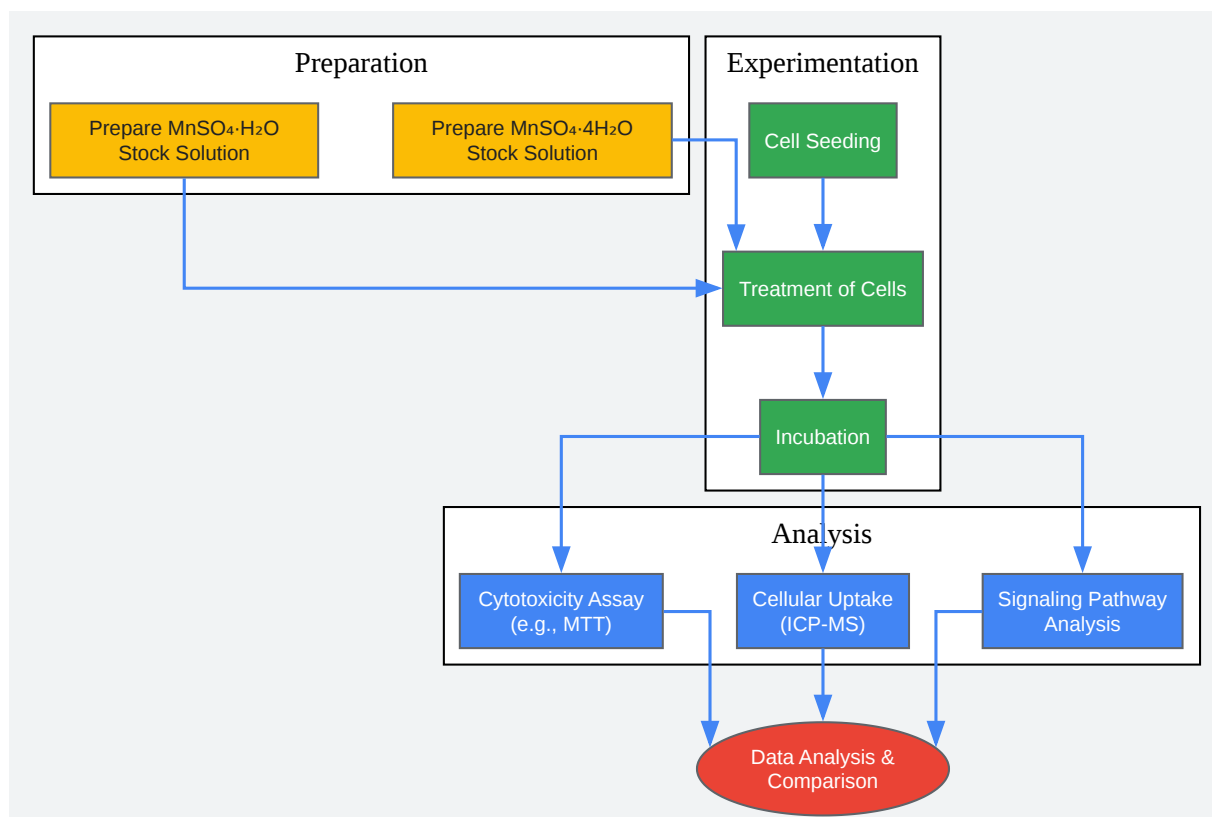 Preparation
Prepare MnSO₄·H₂O
Stock Solution
Prepare MnSO₄·4H₂O
Stock Solution
Experimentation
Cell Seeding
Treatment of Cells
Incubation
Analysis
Cytotoxicity Assay
(e.g., MTT)
Cellular Uptake
(ICP-MS)
Signaling Pathway
Analysis
Data Analysis &
Comparison